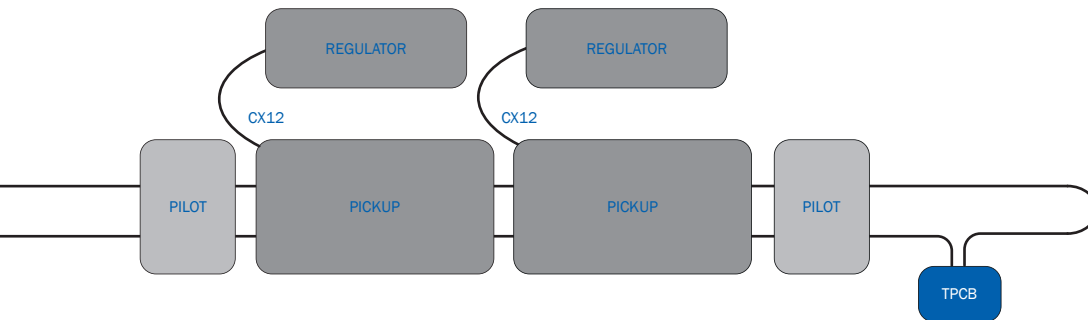 REGULATOR
REGULATOR
CX12
CX12
PILOT
PICKUP
PICKUP
PILOT
TPCB